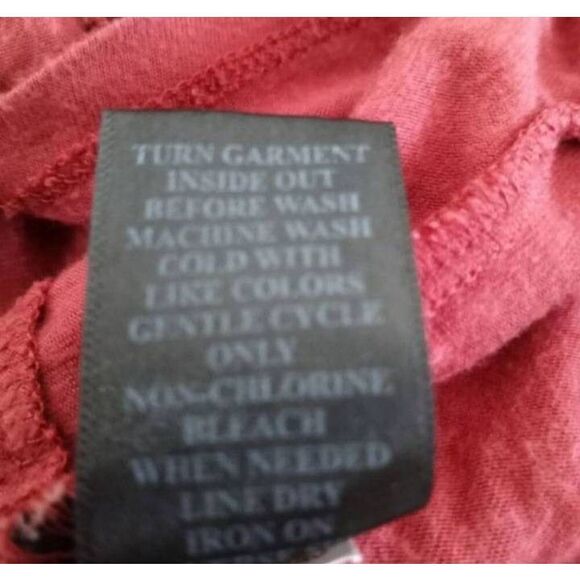 TURN GARMENT
INSIDE OUT
BEFORE WASH
MACHINE WASH
COLD WITH
LIKE COLORS
GENTLE CYCLE
ONLY
NON-CHLORINE
BLEACH
WHEN NEEDED
LINE DRY
IRON ON